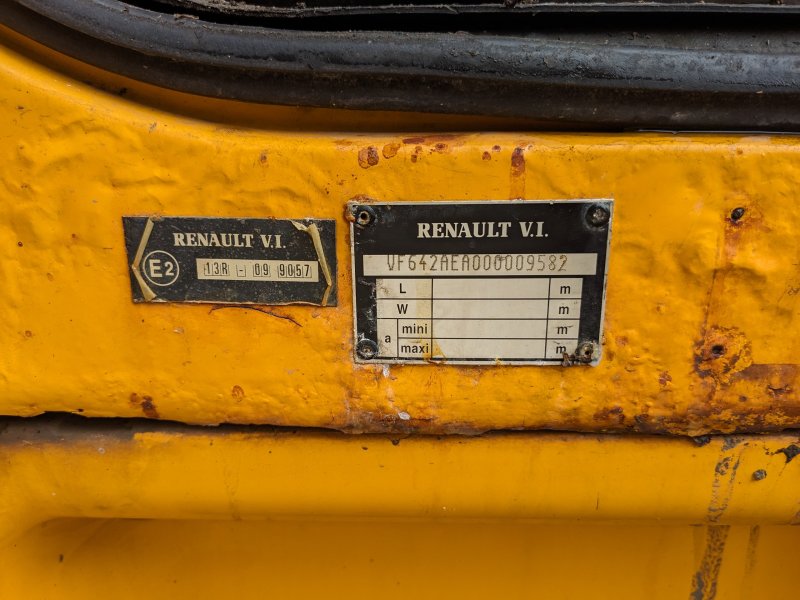 RENAULT V.I.
E2
13R - 09 9057
RENAULT V.I.
VF642AEA000009582
L m
W m
a mini m
maxi m